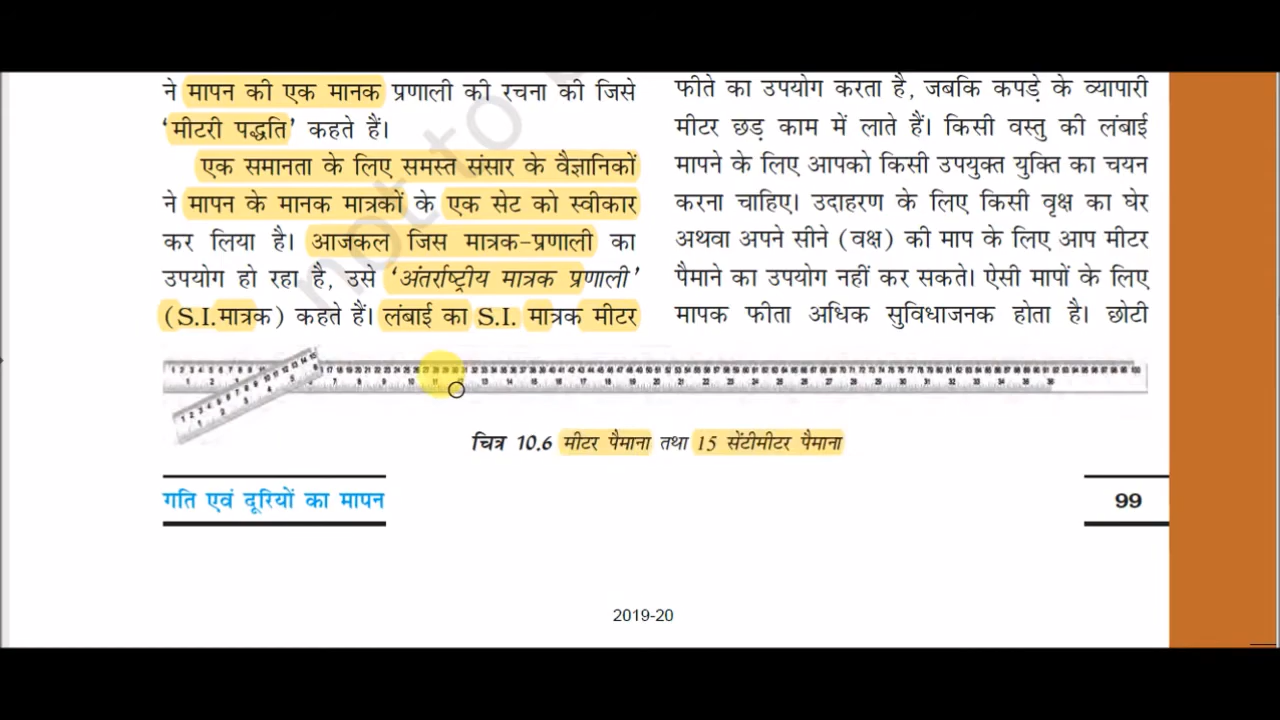 ने मापन की एक मानक प्रणाली की रचना की जिसे
‘मीटरी पद्धति’ कहते हैं।
एक समानता के लिए समस्त संसार के वैज्ञानिकों
ने मापन के मानक मात्रकों के एक सेट को स्वीकार
कर लिया है। आजकल जिस मात्रक-प्रणाली का
उपयोग हो रहा है, उसे ‘अंतर्राष्ट्रीय मात्रक प्रणाली’
(S.I.मात्रक) कहते हैं। लंबाई का S.I. मात्रक मीटर
फीते का उपयोग करता है, जबकि कपड़े के व्यापारी
मीटर छड़ काम में लाते हैं। किसी वस्तु की लंबाई
मापने के लिए आपको किसी उपयुक्त युक्ति का चयन
करना चाहिए। उदाहरण के लिए किसी वृक्ष का घेर
अथवा अपने सीने (वक्ष) की माप के लिए आप मीटर
पैमाने का उपयोग नहीं कर सकते। ऐसी मापों के लिए
मापक फीता अधिक सुविधाजनक होता है। छोटी
चित्र 10.6 मीटर पैमाना तथा 15 सेंटीमीटर पैमाना
गति एवं दूरियों का मापन
99
2019-20
not to